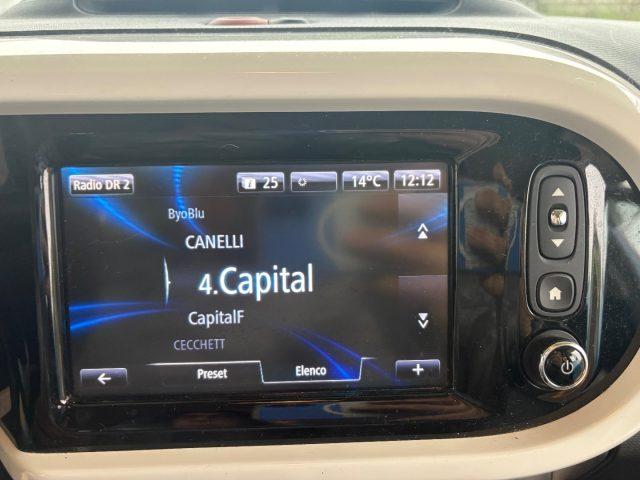 Radio DR 2 25 14°C 12:12
ByoBlu
CANELLI
4.Capital
CapitalF
CECCHETT
Preset Elenco